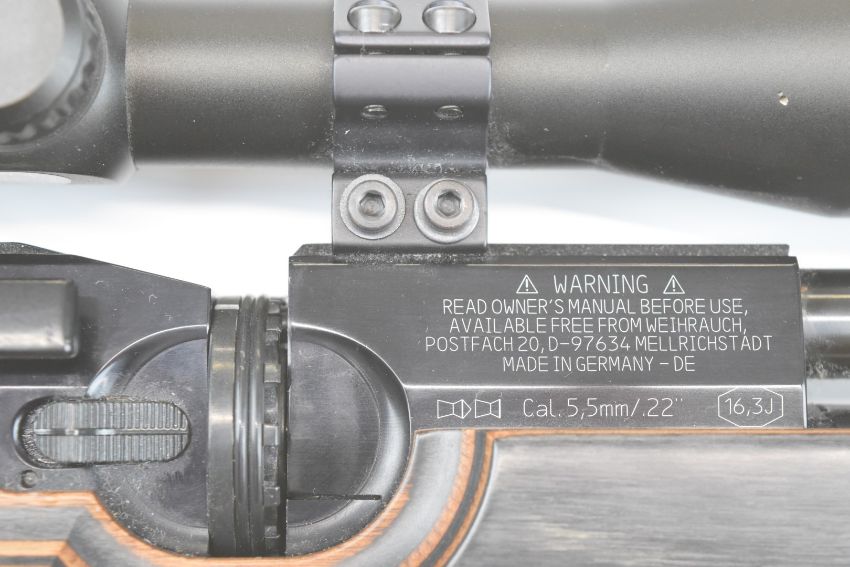 ⚠ WARNING ⚠
READ OWNER'S MANUAL BEFORE USE,
AVAILABLE FREE FROM WEIHRAUCH,
POSTFACH 20, D-97634 MELLRICHSTADT
MADE IN GERMANY - DE
Cal. 5,5mm/.22" 16,3J